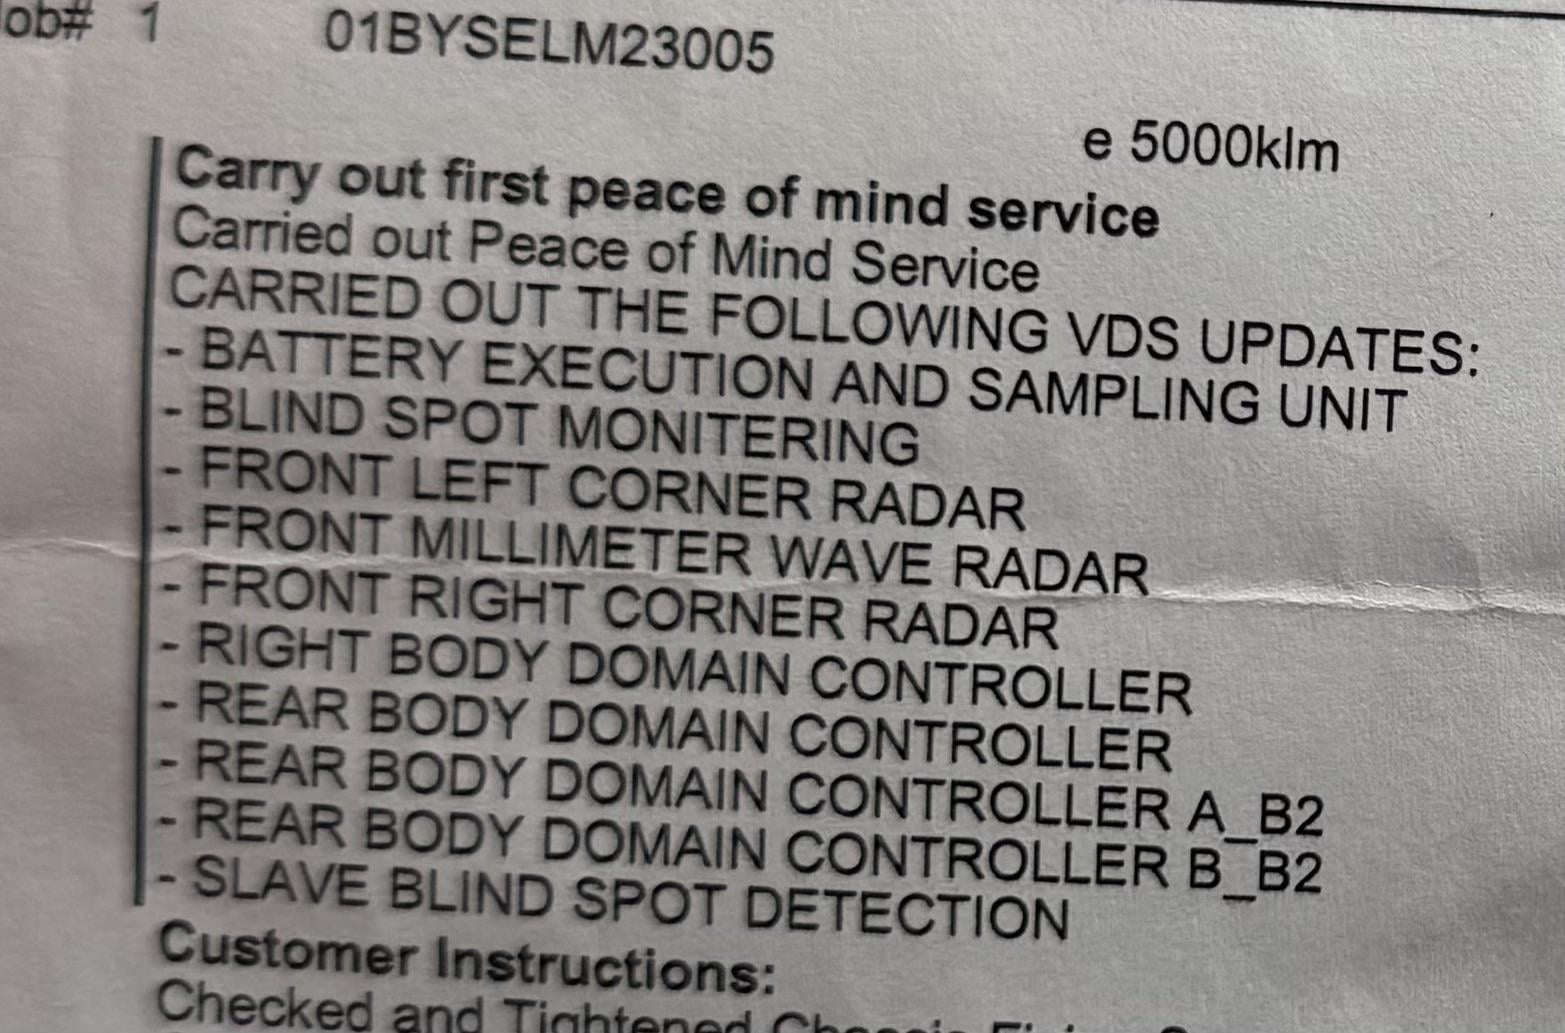 Job# 1 01BYSELM23005
e 5000klm
Carry out first peace of mind service
Carried out Peace of Mind Service
CARRIED OUT THE FOLLOWING VDS UPDATES:
- BATTERY EXECUTION AND SAMPLING UNIT
- BLIND SPOT MONITERING
- FRONT LEFT CORNER RADAR
- FRONT MILLIMETER WAVE RADAR
- FRONT RIGHT CORNER RADAR
- RIGHT BODY DOMAIN CONTROLLER
- REAR BODY DOMAIN CONTROLLER
- REAR BODY DOMAIN CONTROLLER A_B2
- REAR BODY DOMAIN CONTROLLER B_B2
- SLAVE BLIND SPOT DETECTION
Customer Instructions:
Checked and Tightened Chassis